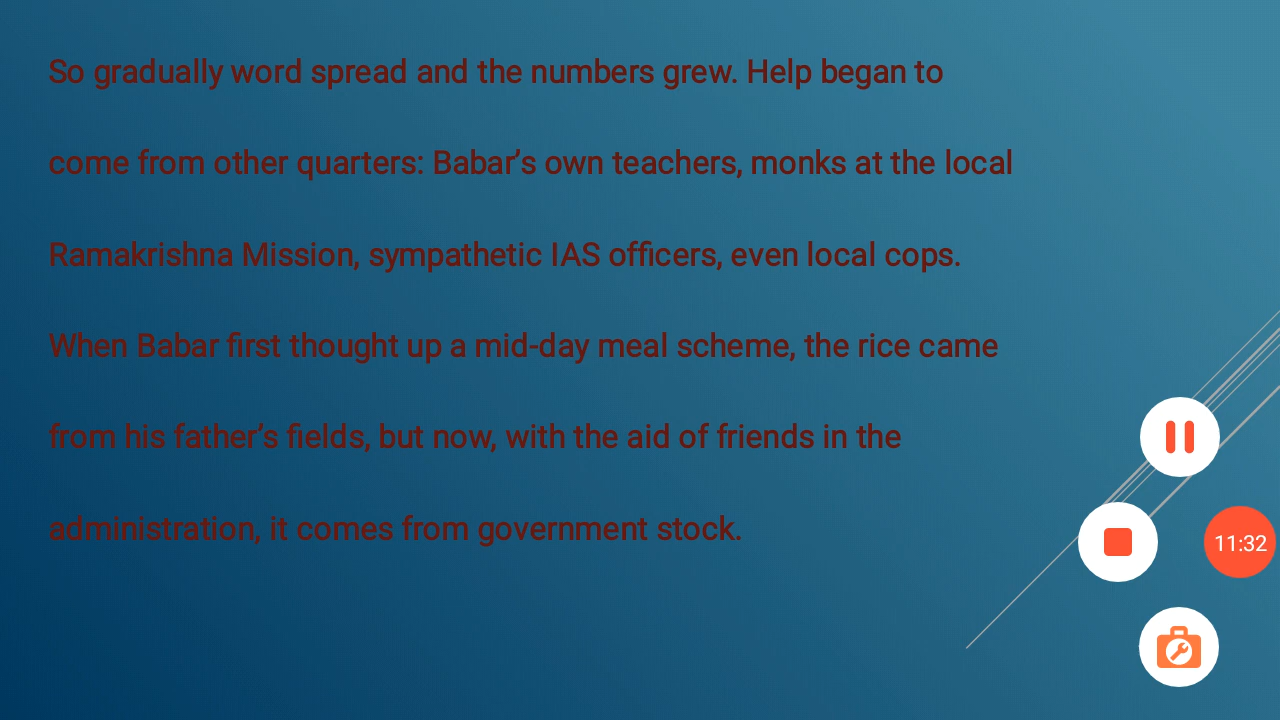 So gradually word spread and the numbers grew. Help began to
come from other quarters: Babar’s own teachers, monks at the local
Ramakrishna Mission, sympathetic IAS officers, even local cops.
When Babar first thought up a mid-day meal scheme, the rice came
from his father’s fields, but now, with the aid of friends in the
administration, it comes from government stock.
11:32